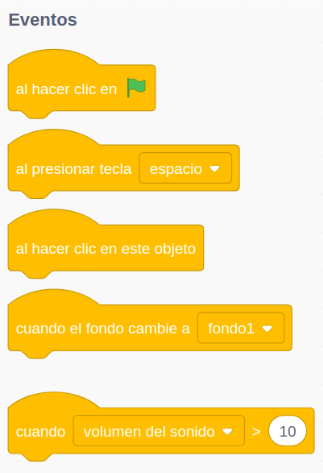 Eventos
al hacer clic en
al presionar tecla espacio
al hacer clic en este objeto
cuando el fondo cambie a fondo1
cuando volumen del sonido > 10